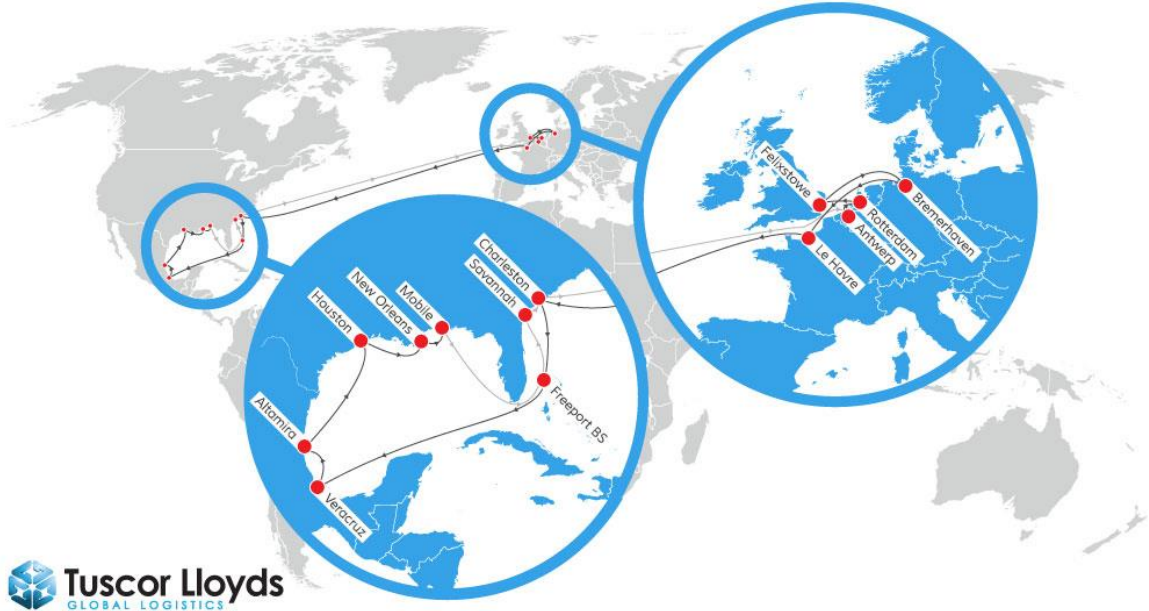 Felixstowe
Bremerhaven
Rotterdam
Antwerp
Le Havre
Charleston
Savannah
Mobile
New Orleans
Houston
Freeport BS
Altamira
Veracruz
Tuscor Lloyds
GLOBAL LOGISTICS